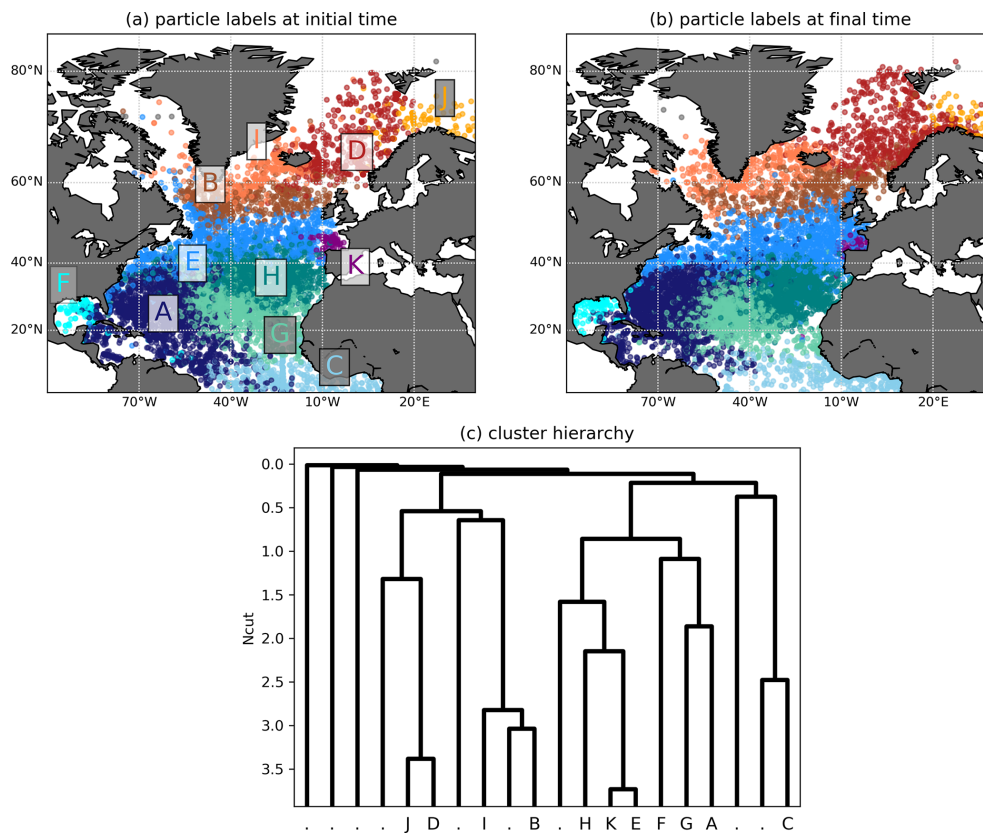 (a) particle labels at initial time
(b) particle labels at final time
80°N
60°N
40°N
20°N
J
I
D
B
E
K
H
F
A
G
C
70°W
40°W
10°W
20°E
80°N
60°N
40°N
20°N
70°W
40°W
10°W
20°E
(c) cluster hierarchy
Ncut
0.0
0.5
1.0
1.5
2.0
2.5
3.0
3.5
. . . . J D . I . B . H K E F G A . . C